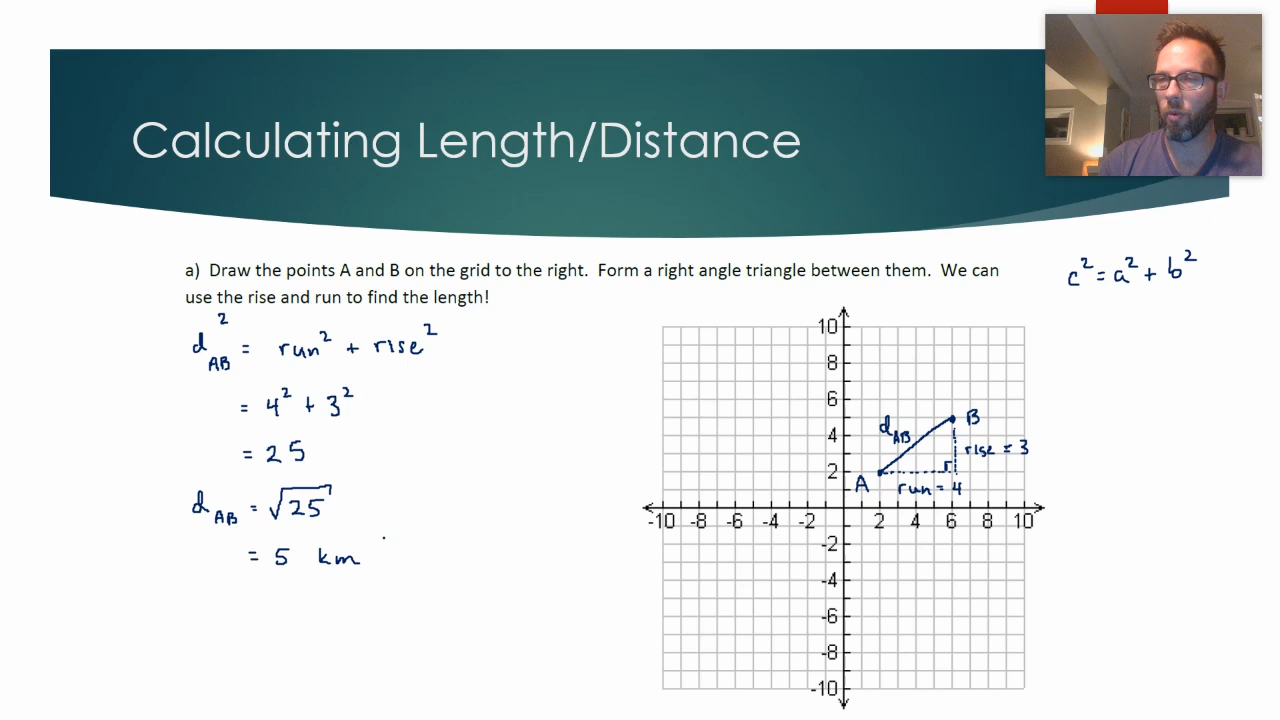 Calculating Length/Distance
a) Draw the points A and B on the grid to the right. Form a right angle triangle between them. We can
use the rise and run to find the length!
c² = a² + b²
d_AB² = run² + rise²
= 4² + 3²
= 25
d_AB = √25
= 5 km
10
8
6
4
2
-2
-4
-6
-8
-10
-10 -8 -6 -4 -2 2 4 6 8 10
d_AB
B
rise = 3
A
run = 4